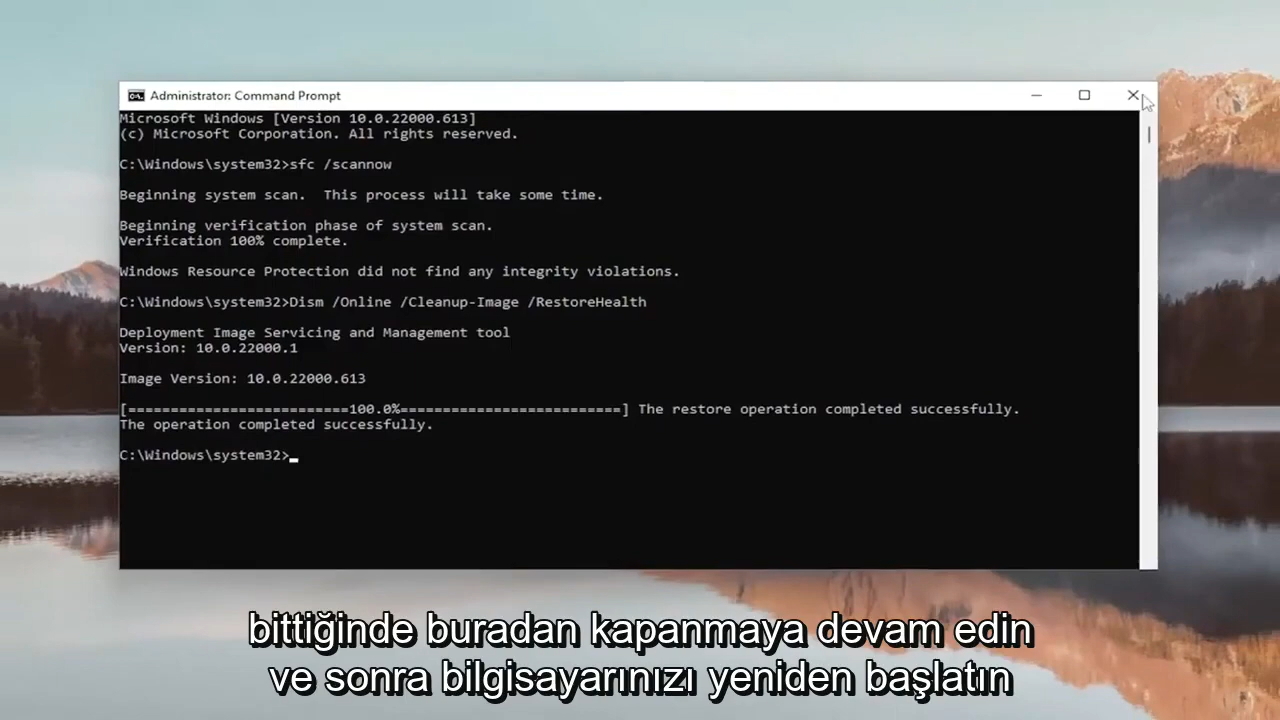 Administrator: Command Prompt
Microsoft Windows [Version 10.0.22000.613]
(c) Microsoft Corporation. All rights reserved.
C:\Windows\system32>sfc /scannow
Beginning system scan.  This process will take some time.
Beginning verification phase of system scan.
Verification 100% complete.
Windows Resource Protection did not find any integrity violations.
C:\Windows\system32>Dism /Online /Cleanup-Image /RestoreHealth
Deployment Image Servicing and Management tool
Version: 10.0.22000.1
Image Version: 10.0.22000.613
[==========================100.0%==========================] The restore operation completed successfully.
The operation completed successfully.
C:\Windows\system32>
bittiğinde buradan kapanmaya devam edin
ve sonra bilgisayarınızı yeniden başlatın